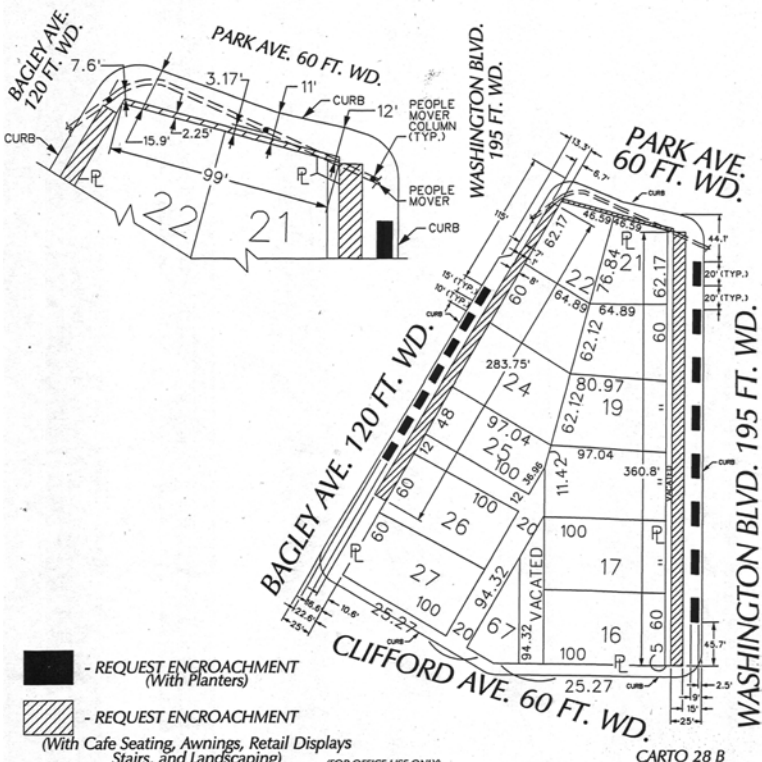 BAGLEY AVE.
120 FT. WD.
PARK AVE. 60 FT. WD.
WASHINGTON BLVD.
195 FT. WD.
7.6'
3.17'
11'
CURB
12'
PEOPLE
MOVER
COLUMN
(TYP.)
CURB
15.9'
2.25'
99'
PL
PL
PEOPLE
MOVER
22
21
CURB
13.3'
6.7'
PARK AVE.
60 FT. WD.
CURB
115'
46.59
46.59
PL
62.17
22
76.84
21
62.17
44.1'
20' (TYP.)
20' (TYP.)
15' (TYP.)
10' (TYP.)
CURB
8'
60
64.89
64.89
62.12
60
283.75'
24
80.97
19
62.12
"
48
97.04
25
100
12
36.96
12
11.42
97.04
360.8'
VACATED
CURB
BAGLEY AVE. 120 FT. WD.
60
100
26
20
100
PL
17
"
60
PL
27
100
94.32
VACATED
94.32
20
67
16
60
100
PL
5
45.7'
WASHINGTON BLVD. 195 FT. WD.
16.6'
22.6'
25'
10.6'
25.27
CURB
CLIFFORD AVE. 60 FT. WD.
25.27
CURB
2.5'
9'
15'
25'
- REQUEST ENCROACHMENT
(With Planters)
- REQUEST ENCROACHMENT
(With Cafe Seating, Awnings, Retail Displays
Stairs, and Landscaping)
(FOR OFFICE USE ONLY)
CARTO 28 B